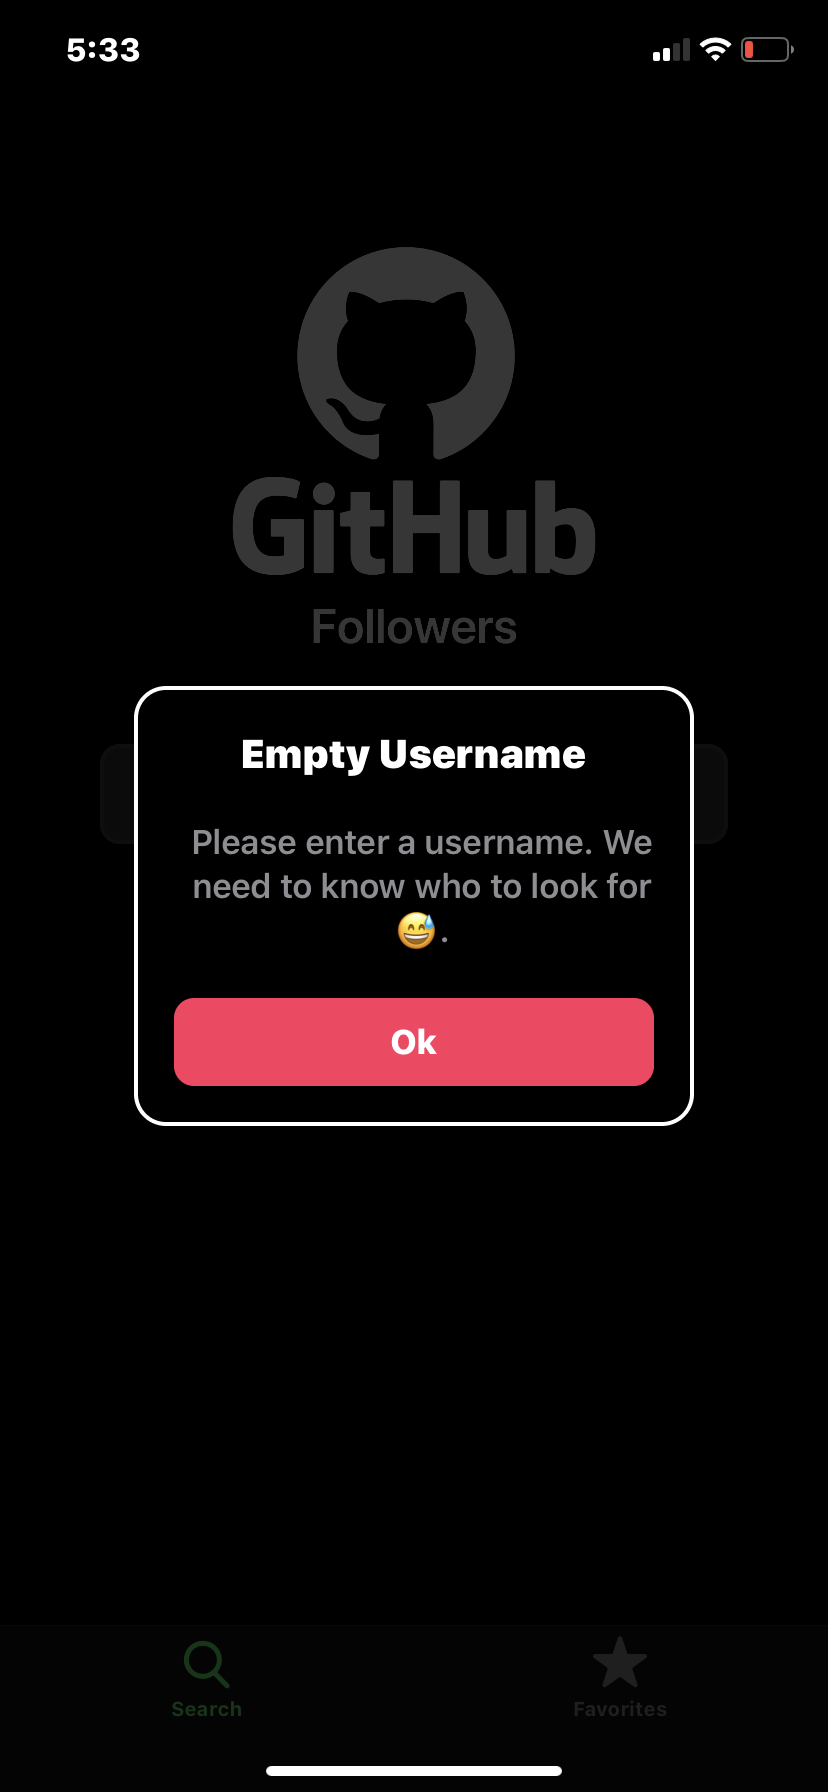 5:33
GitHub
Followers
Empty Username
Please enter a username. We
need to know who to look for
😅.
Ok
Search
Favorites